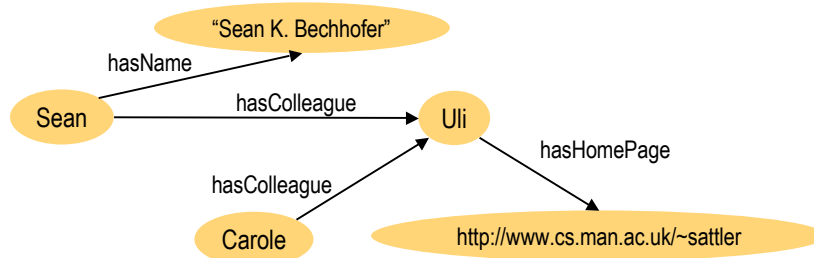 “Sean K. Bechhofer”
hasName
Sean
hasColleague
Uli
hasHomePage
hasColleague
Carole
http://www.cs.man.ac.uk/~sattler